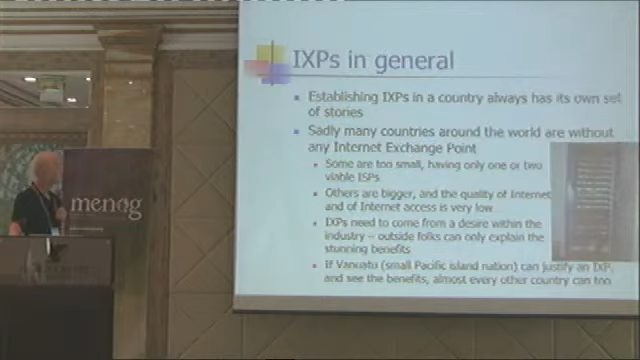 IXPs in general
Establishing IXPs in a country always has its own set
of stories
Sadly many countries around the world are without
any Internet Exchange Point
Some are too small, having only one or two
viable ISPs
Others are bigger, and the quality of Internet
and of Internet access is very low
IXPs need to come from a desire within the
industry – outside folks can only explain the
stunning benefits
If Vanuatu (small Pacific island nation) can justify an IXP,
and see the benefits, almost every other country can too
menog